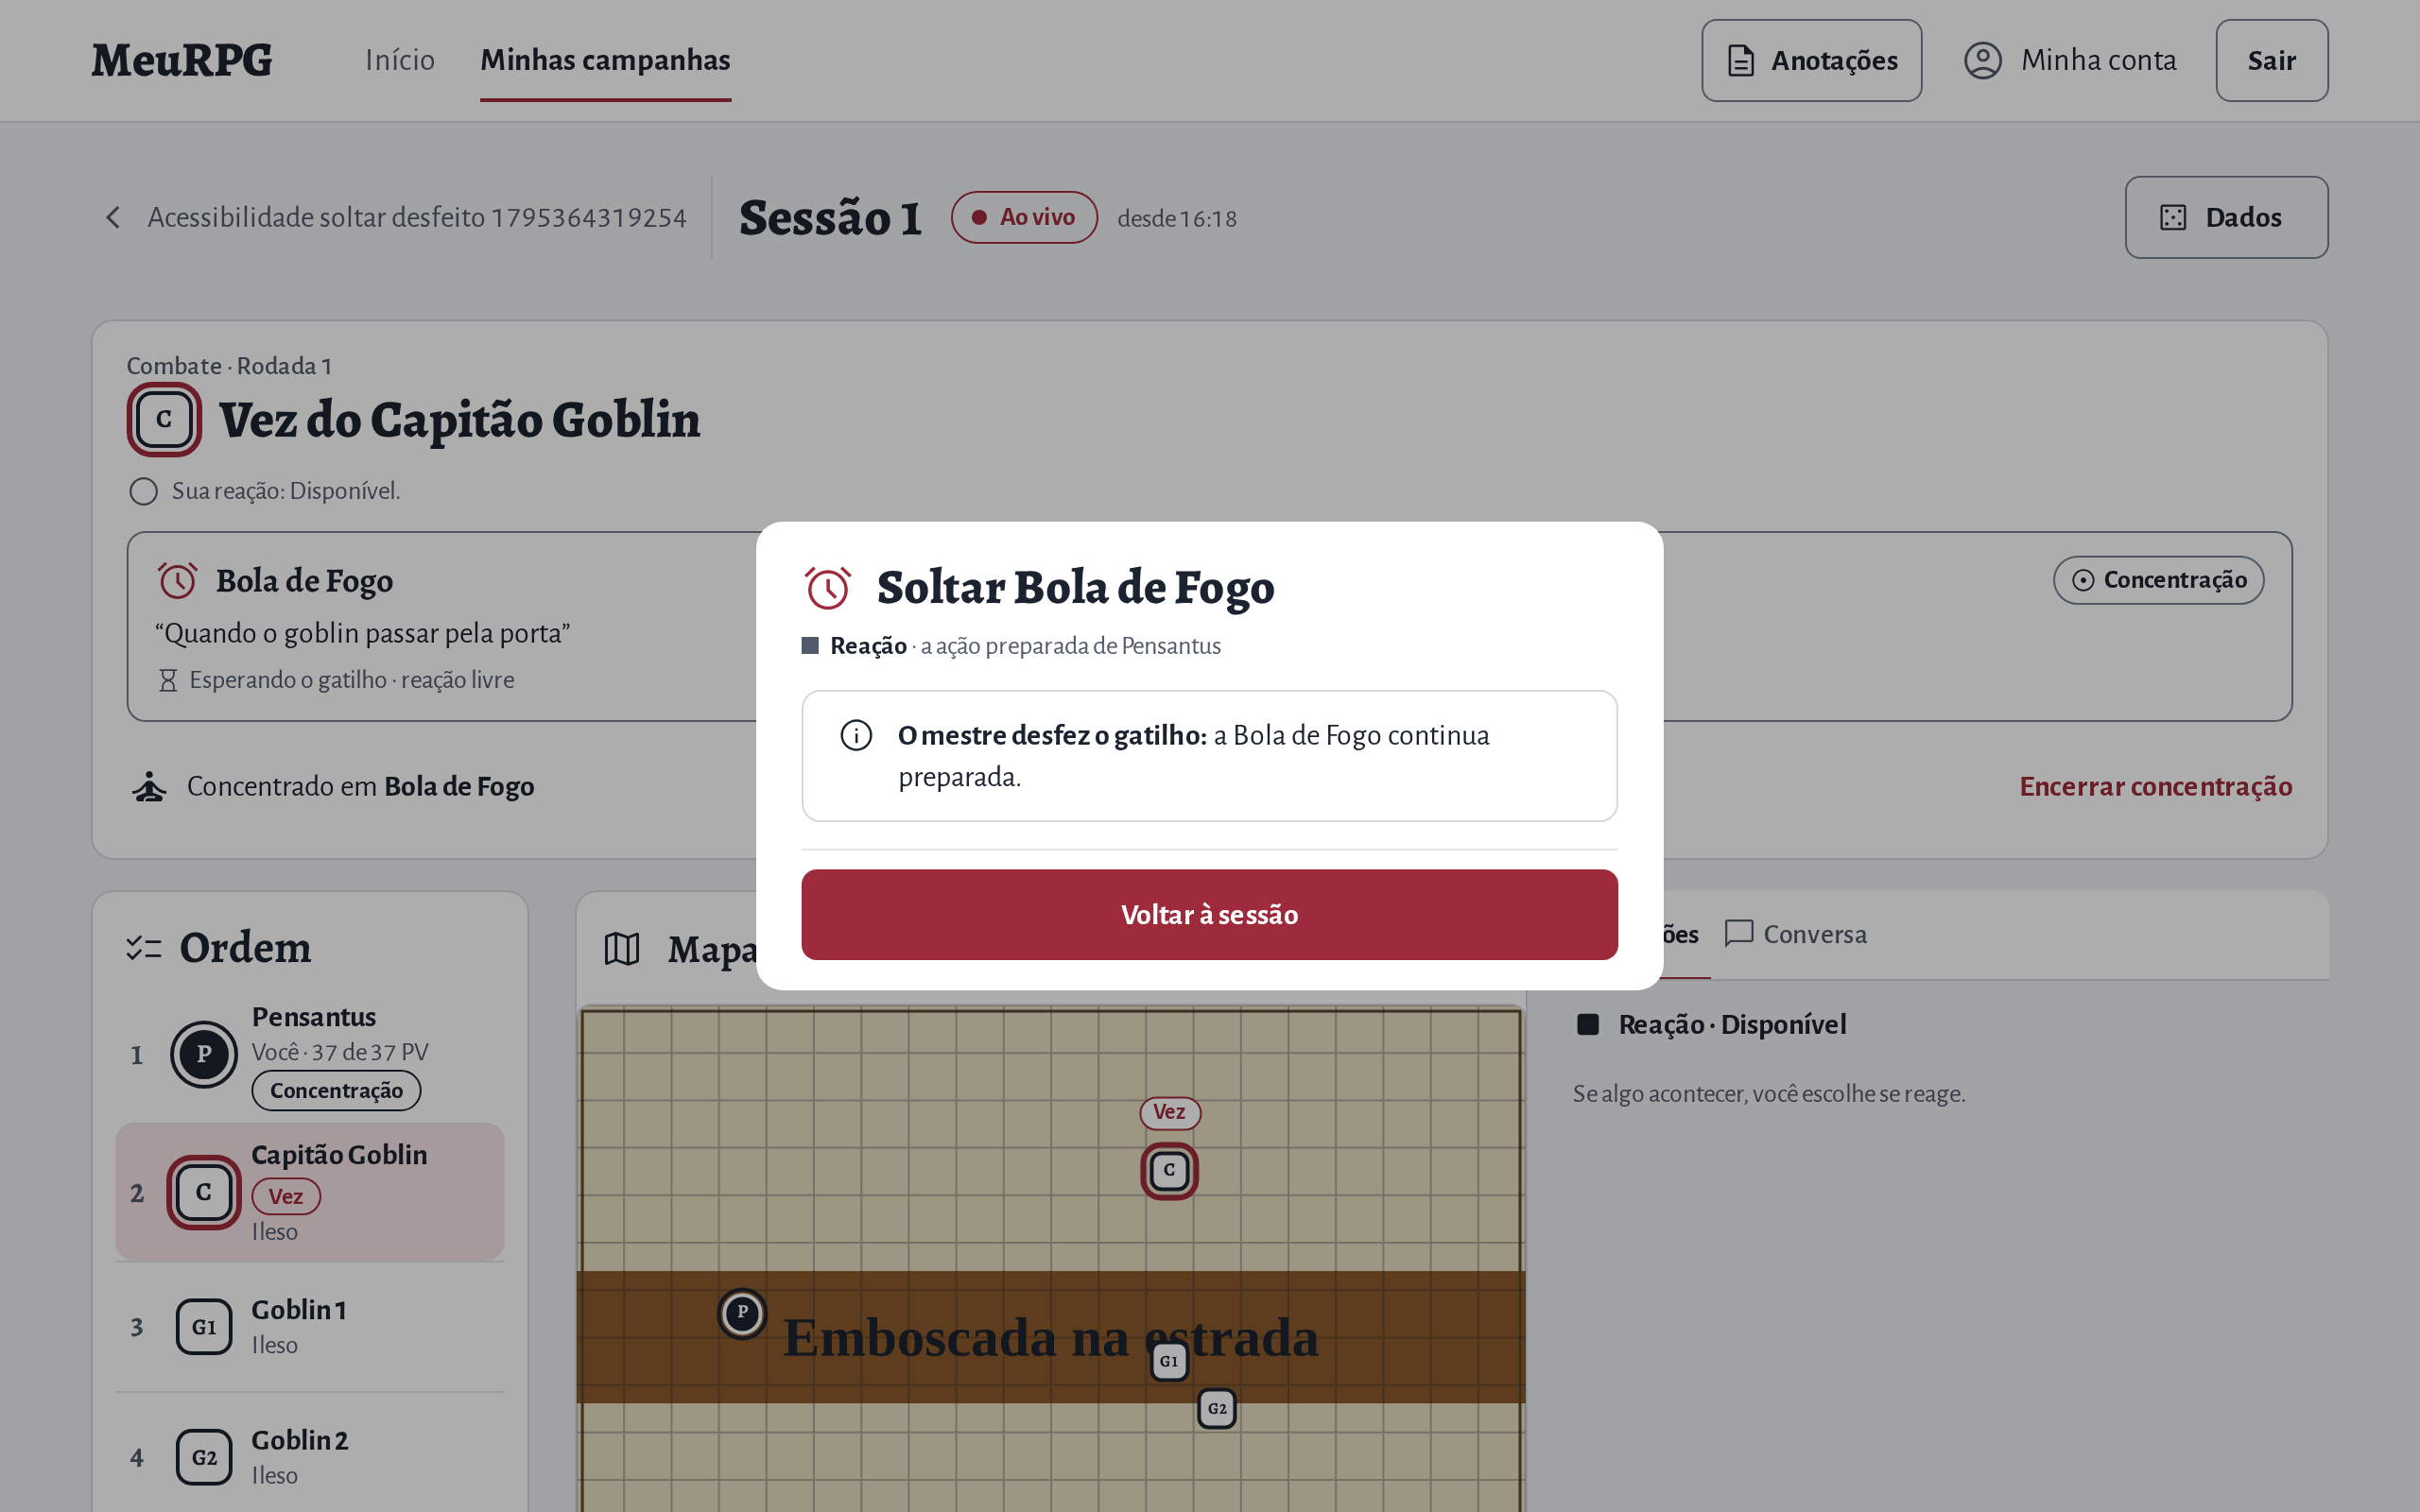 MeuRPG
Início
Minhas campanhas
Anotações
Minha conta
Sair
Acessibilidade soltar desfeito 1795364319254
Sessão 1
Ao vivo
desde 16:18
Dados
Combate · Rodada 1
C
Vez do Capitão Goblin
Sua reação: Disponível.
Bola de Fogo
Concentração
“Quando o goblin passar pela porta”
Esperando o gatilho · reação livre
Concentrado em Bola de Fogo
Encerrar concentração
Soltar Bola de Fogo
Reação · a ação preparada de Pensantus
O mestre desfez o gatilho: a Bola de Fogo continua
preparada.
Voltar à sessão
Ordem
1
P
Pensantus
Você · 37 de 37 PV
Concentração
2
C
Capitão Goblin
Vez
Ileso
3
G1
Goblin 1
Ileso
4
G2
Goblin 2
Ileso
Mapa
Vez
C
P
Emboscada na estrada
G1
G2
ões
Conversa
Reação · Disponível
Se algo acontecer, você escolhe se reage.